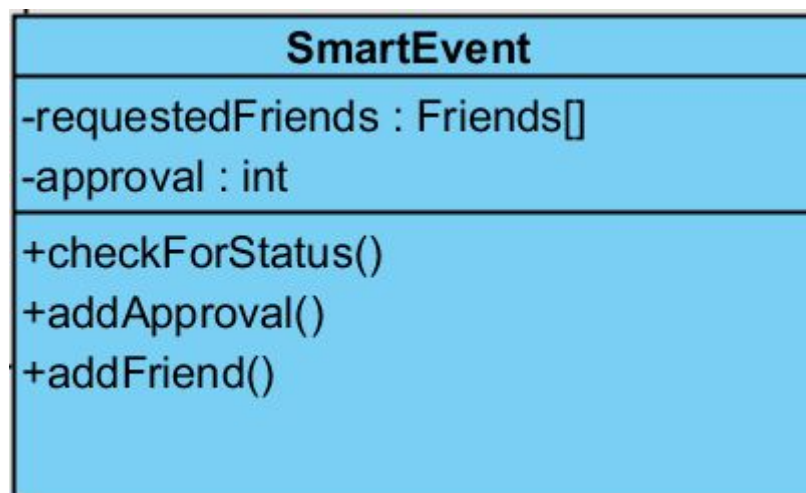 SmartEvent
-requestedFriends : Friends[]
-approval : int
+checkForStatus()
+addApproval()
+addFriend()